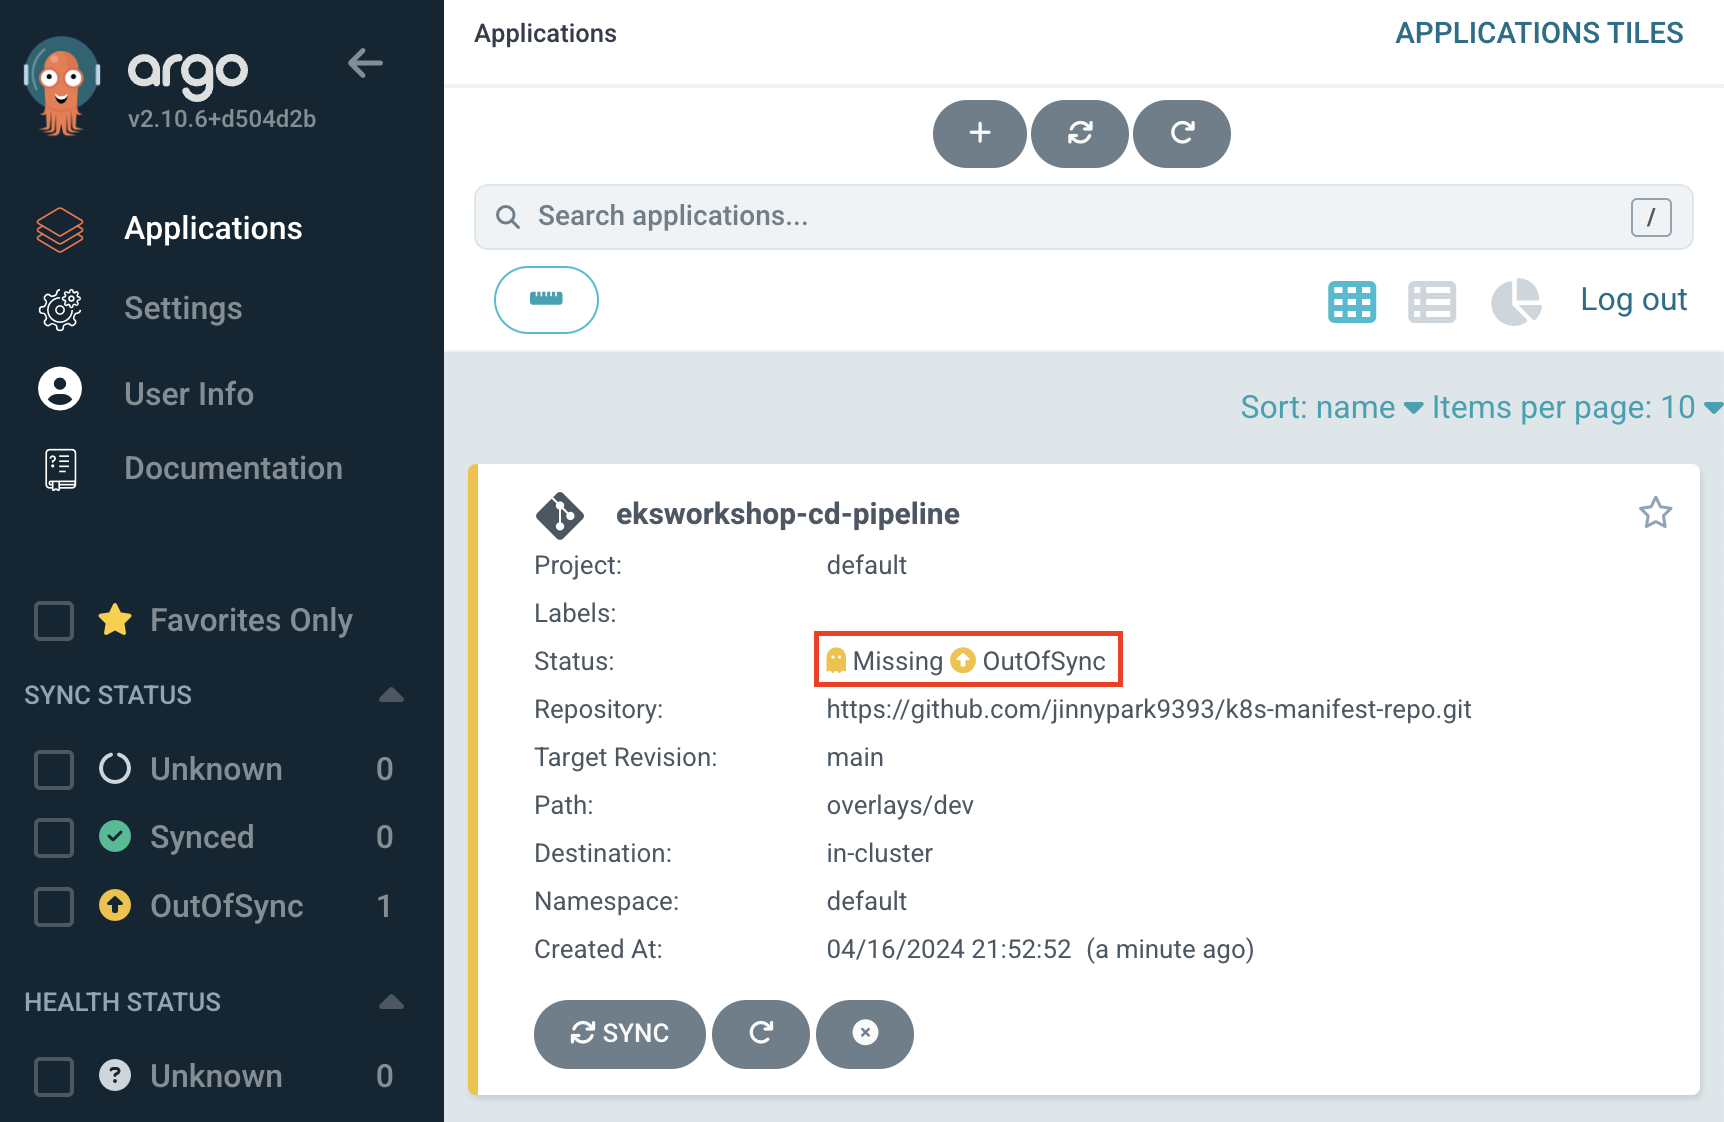 argo
v2.10.6+d504d2b
Applications
Settings
User Info
Documentation
Favorites Only
SYNC STATUS
Unknown 0
Synced 0
OutOfSync 1
HEALTH STATUS
Unknown 0
Applications
APPLICATIONS TILES
Search applications...
/
Log out
Sort: name Items per page: 10
eksworkshop-cd-pipeline
Project: default
Labels:
Status: Missing OutOfSync
Repository: https://github.com/jinnypark9393/k8s-manifest-repo.git
Target Revision: main
Path: overlays/dev
Destination: in-cluster
Namespace: default
Created At: 04/16/2024 21:52:52 (a minute ago)
SYNC